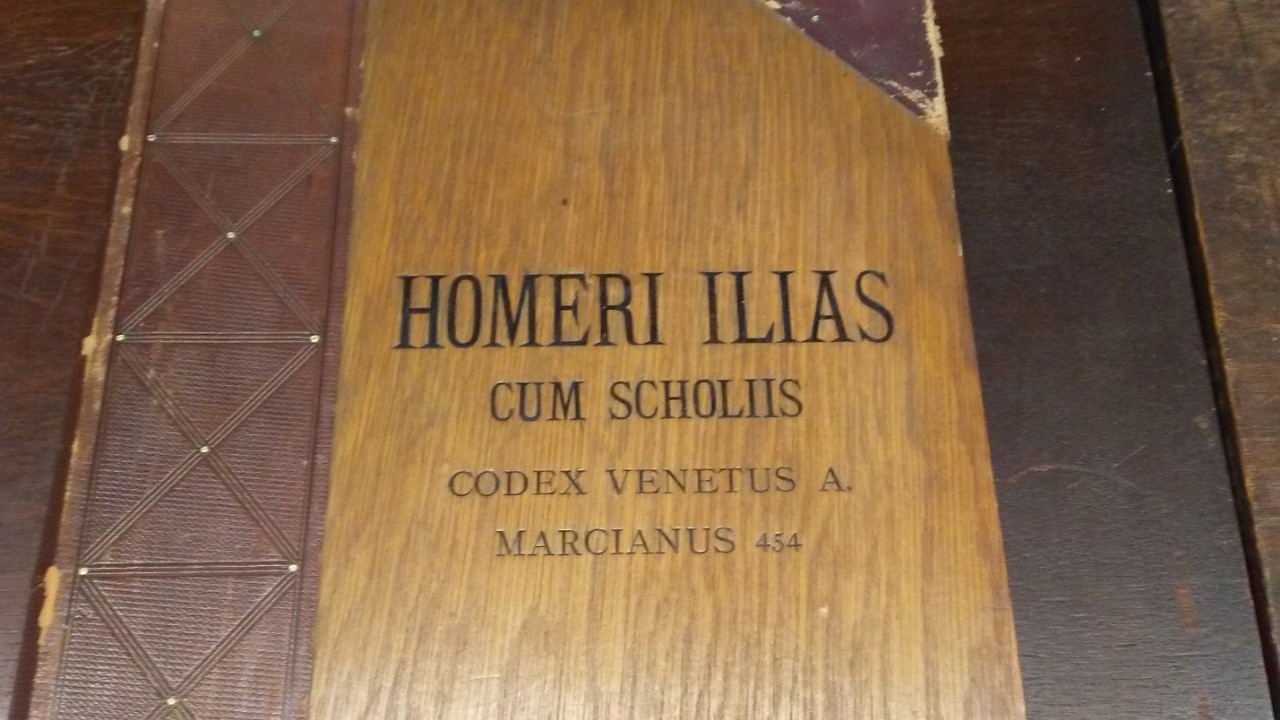 HOMERI ILIAS
CUM SCHOLIIS
CODEX VENETUS A.
MARCIANUS 454